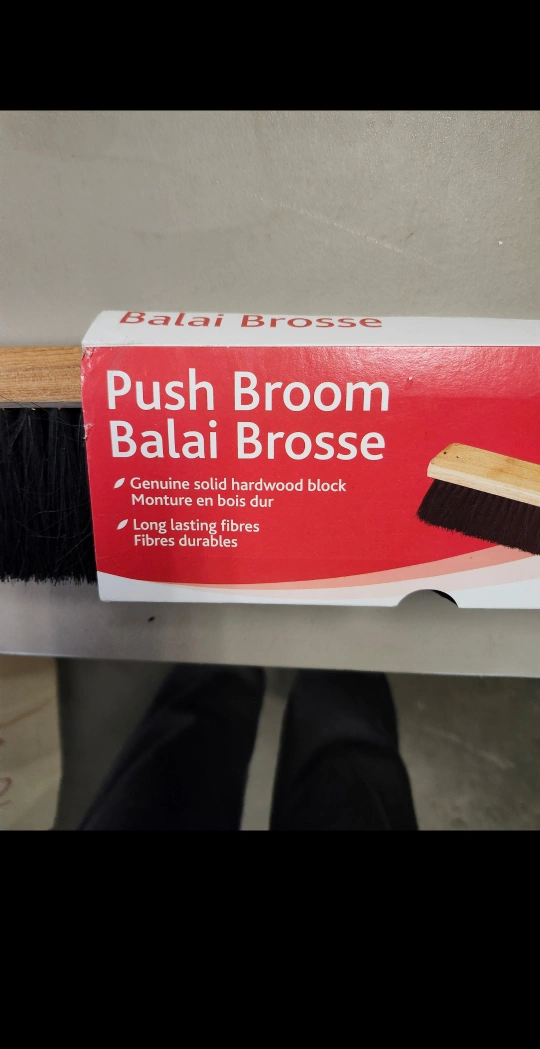 Balai Brosse
Push Broom
Balai Brosse
Genuine solid hardwood block
Monture en bois dur
Long lasting fibres
Fibres durables